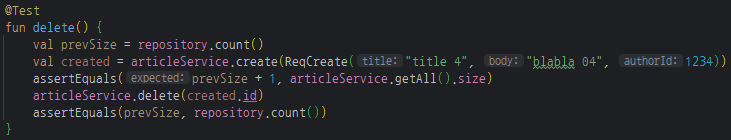 @Test
fun delete() {
    val prevSize = repository.count()
    val created = articleService.create(ReqCreate( title: "title 4", body: "blabla 04", authorId: 1234))
    assertEquals( expected: prevSize + 1, articleService.getAll().size)
    articleService.delete(created.id)
    assertEquals(prevSize, repository.count())
}